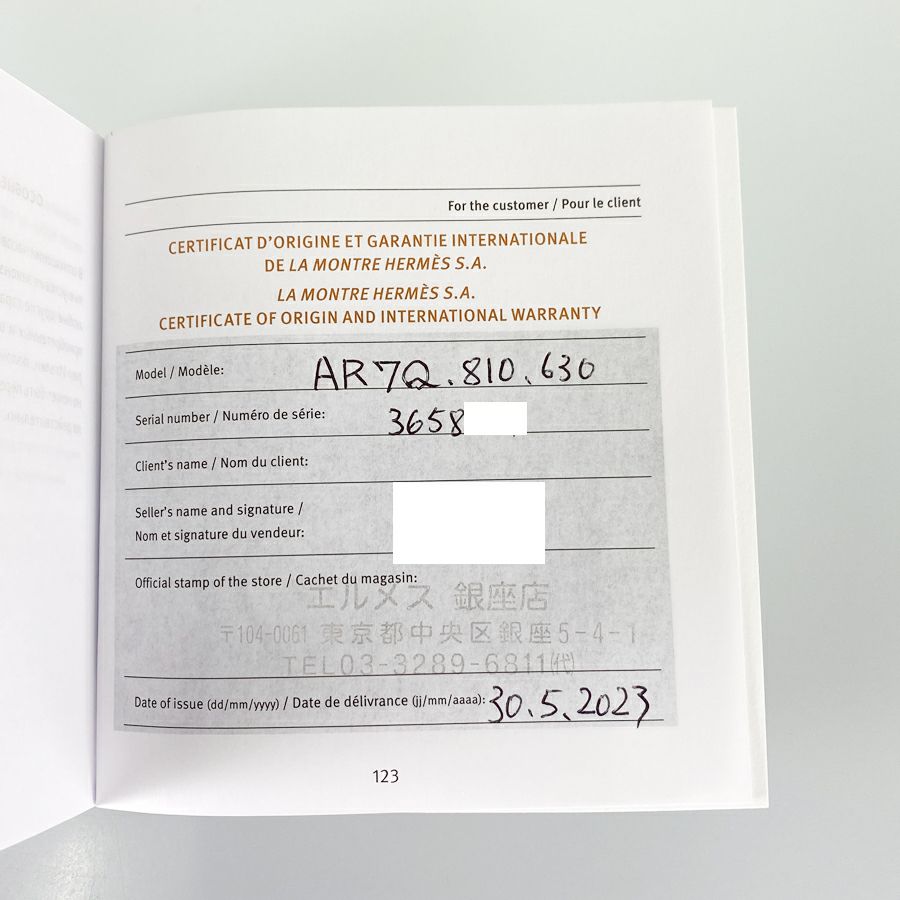 For the customer / Pour le client
CERTIFICAT D'ORIGINE ET GARANTIE INTERNATIONALE
DE LA MONTRE HERMÈS S.A.
LA MONTRE HERMÈS S.A.
CERTIFICATE OF ORIGIN AND INTERNATIONAL WARRANTY
Model / Modèle: AR7Q.810.630
Serial number / Numéro de série: 3658
Client's name / Nom du client:
Seller's name and signature /
Nom et signature du vendeur:
Official stamp of the store / Cachet du magasin:
エルメス 銀座店
〒104-0061 東京都中央区銀座5-4-1
TEL03-3289-6811(代)
Date of issue (dd/mm/yyyy) / Date de délivrance (jj/mm/aaaa): 30.5.2023
123